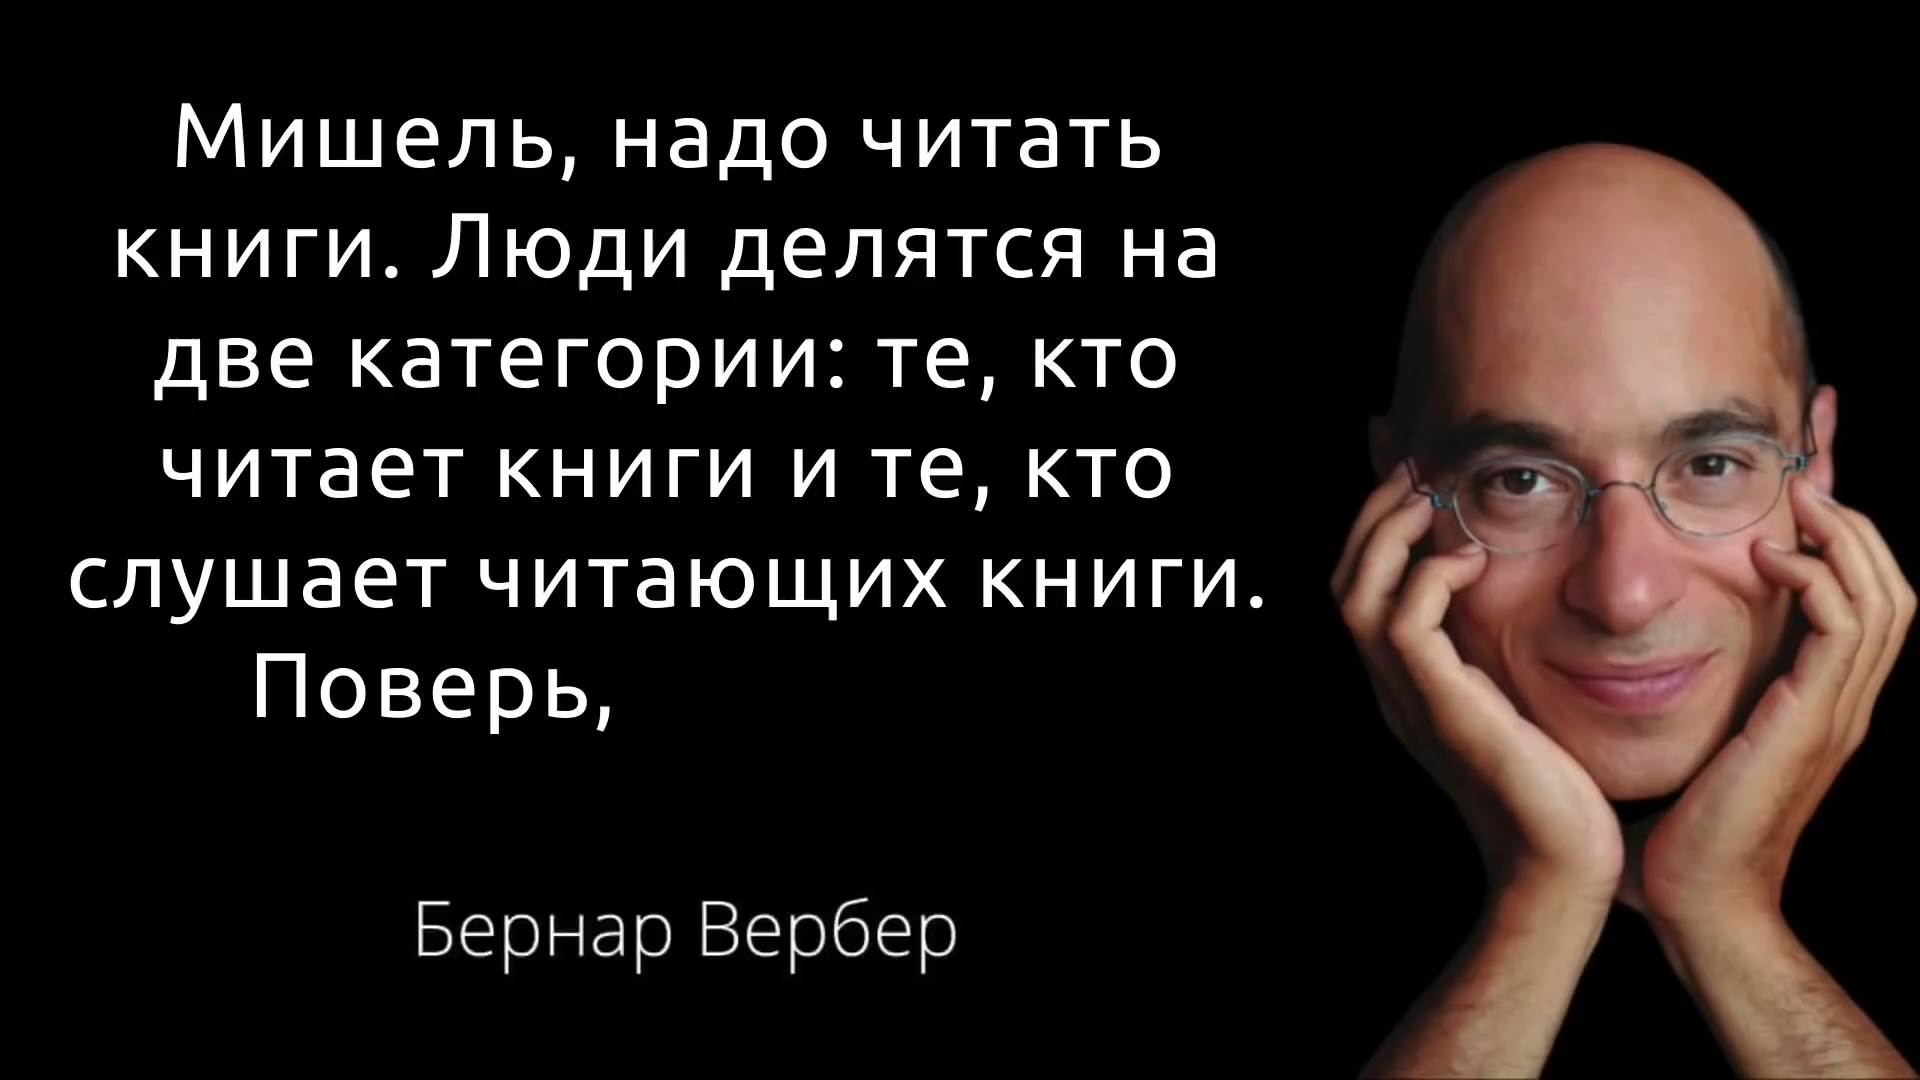 Мишель, надо читать
книги. Люди делятся на
две категории: те, кто
читает книги и те, кто
слушает читающих книги.
Поверь,
Бернар Вербер